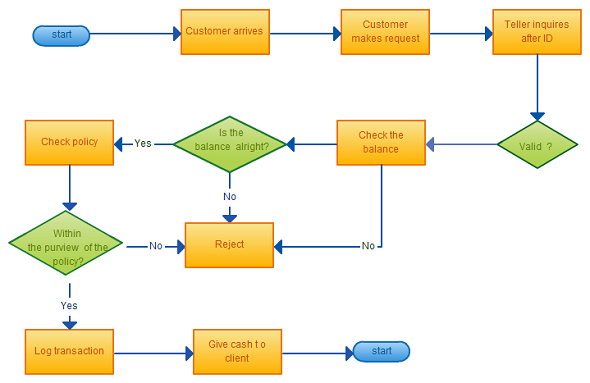 start
Customer arrives
Customer
makes request
Teller inquires
after ID
Check policy
Yes
Is the
balance alright?
Check the
balance
Valid ?
No
Within
the purview of the
policy?
No
Reject
No
Yes
Log transaction
Give cash t o
client
start